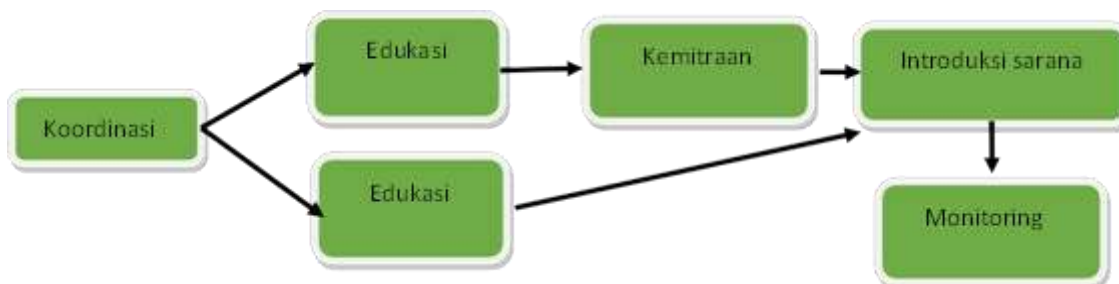 Koordinasi
Edukasi
Kemitraan
Introduksi sarana
Edukasi
Monitoring